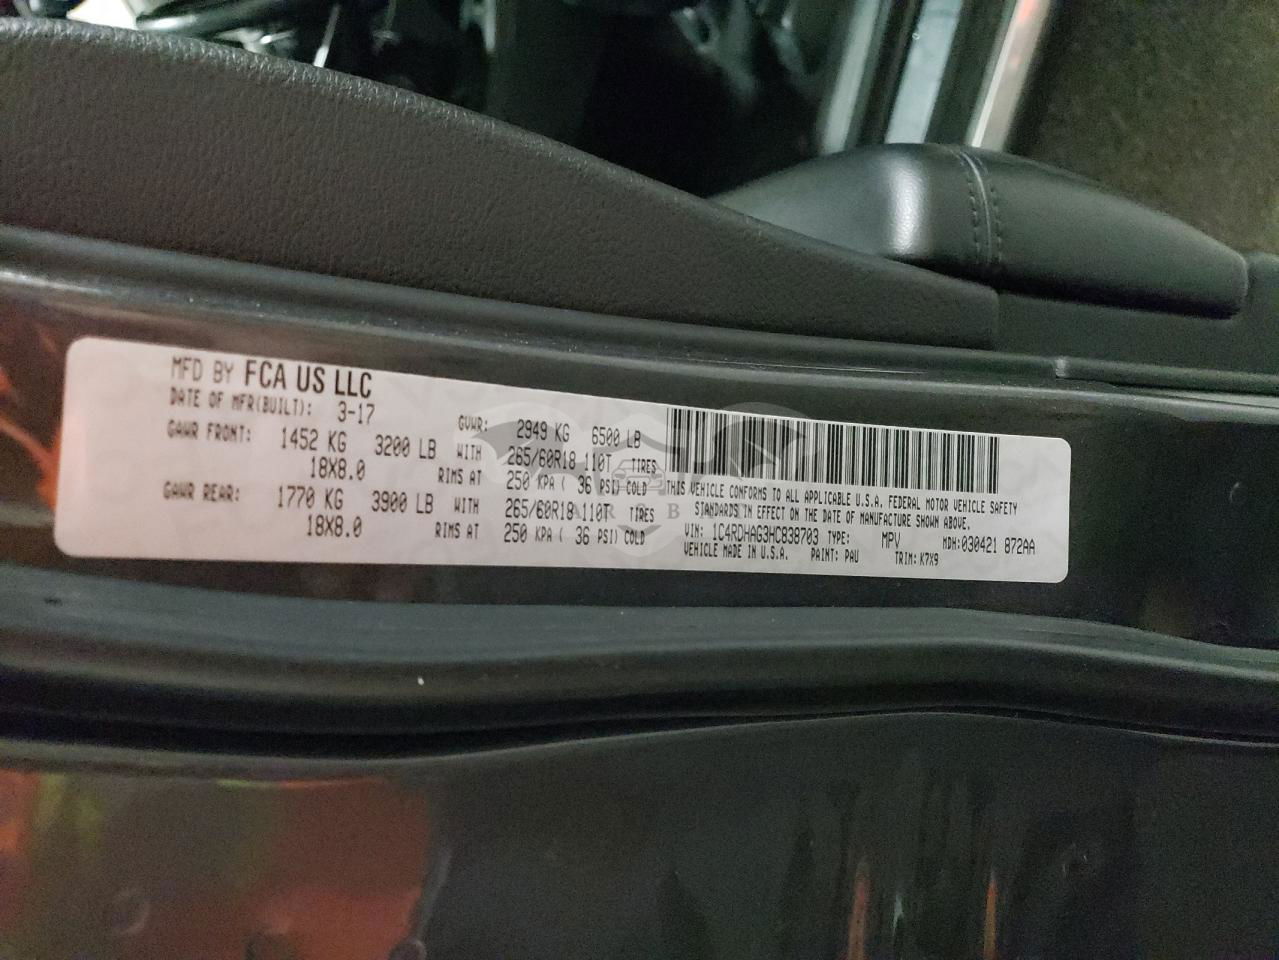 MFD BY FCA US LLC
DATE OF MFR(BUILT): 3-17 GVWR: 2949 KG 6500 LB
GAWR FRONT: 1452 KG 3200 LB WITH 265/60R18 110T TIRES
18X8.0 RIMS AT 250 KPA ( 36 PSI) COLD
GAWR REAR: 1770 KG 3900 LB WITH 265/60R18 110T TIRES
18X8.0 RIMS AT 250 KPA ( 36 PSI) COLD
THIS VEHICLE CONFORMS TO ALL APPLICABLE U.S.A. FEDERAL MOTOR VEHICLE SAFETY
STANDARDS IN EFFECT ON THE DATE OF MANUFACTURE SHOWN ABOVE.
VIN: 1C4RDHAG3HC838703 TYPE: MPV MDH:030421 872AA
VEHICLE MADE IN U.S.A. PAINT: PAU TRIM: K7X9